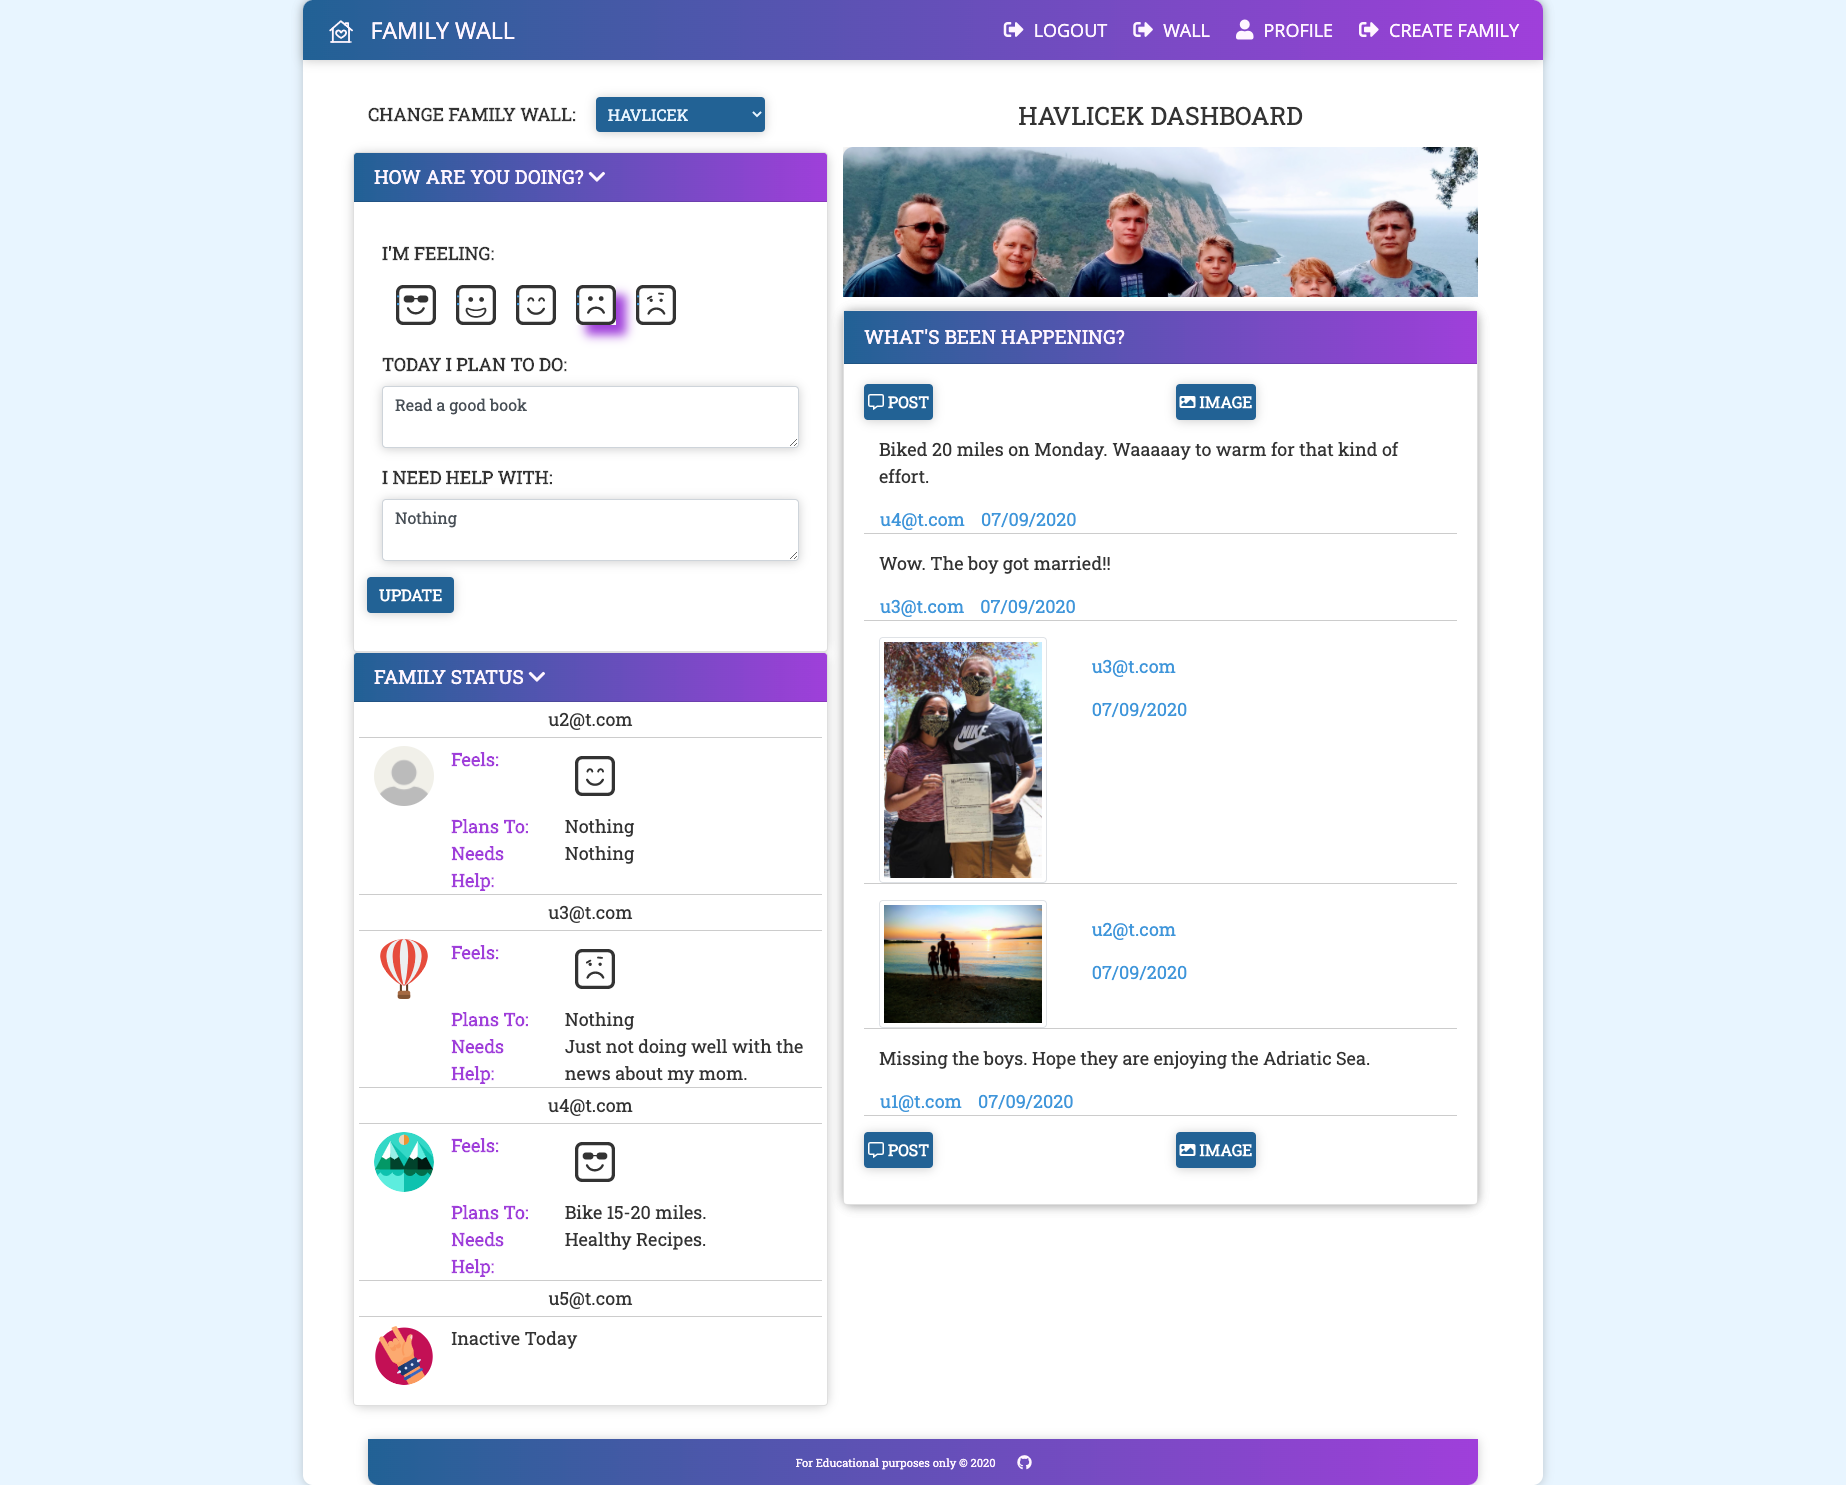 FAMILY WALL
LOGOUT
WALL
PROFILE
CREATE FAMILY
CHANGE FAMILY WALL:
HAVLICEK
HOW ARE YOU DOING?
I'M FEELING:
TODAY I PLAN TO DO:
Read a good book
I NEED HELP WITH:
Nothing
UPDATE
FAMILY STATUS
u2@t.com
Feels:
Plans To: Nothing
Needs Nothing
Help:
u3@t.com
Feels:
Plans To: Nothing
Needs Just not doing well with the
Help: news about my mom.
u4@t.com
Feels:
Plans To: Bike 15-20 miles.
Needs Healthy Recipes.
Help:
u5@t.com
Inactive Today
HAVLICEK DASHBOARD
WHAT'S BEEN HAPPENING?
POST
IMAGE
Biked 20 miles on Monday. Waaaaay to warm for that kind of
effort.
u4@t.com 07/09/2020
Wow. The boy got married!!
u3@t.com 07/09/2020
NIKE
u3@t.com
07/09/2020
u2@t.com
07/09/2020
Missing the boys. Hope they are enjoying the Adriatic Sea.
u1@t.com 07/09/2020
POST
IMAGE
For Educational purposes only © 2020